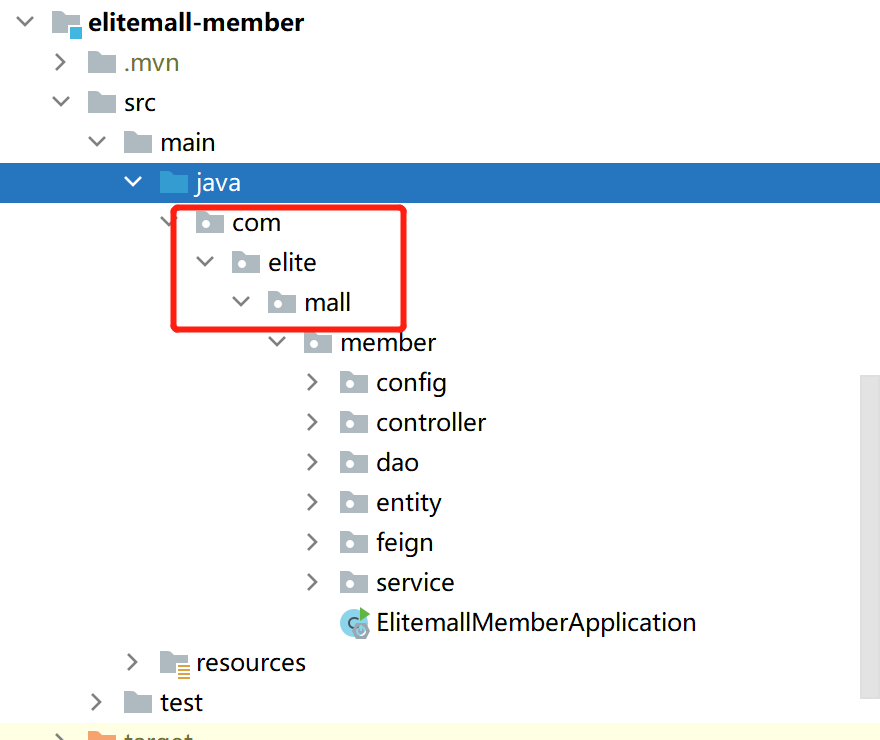 elitemall-member
.mvn
src
main
java
com
elite
mall
member
config
controller
dao
entity
feign
service
ElitemallMemberApplication
resources
test
target